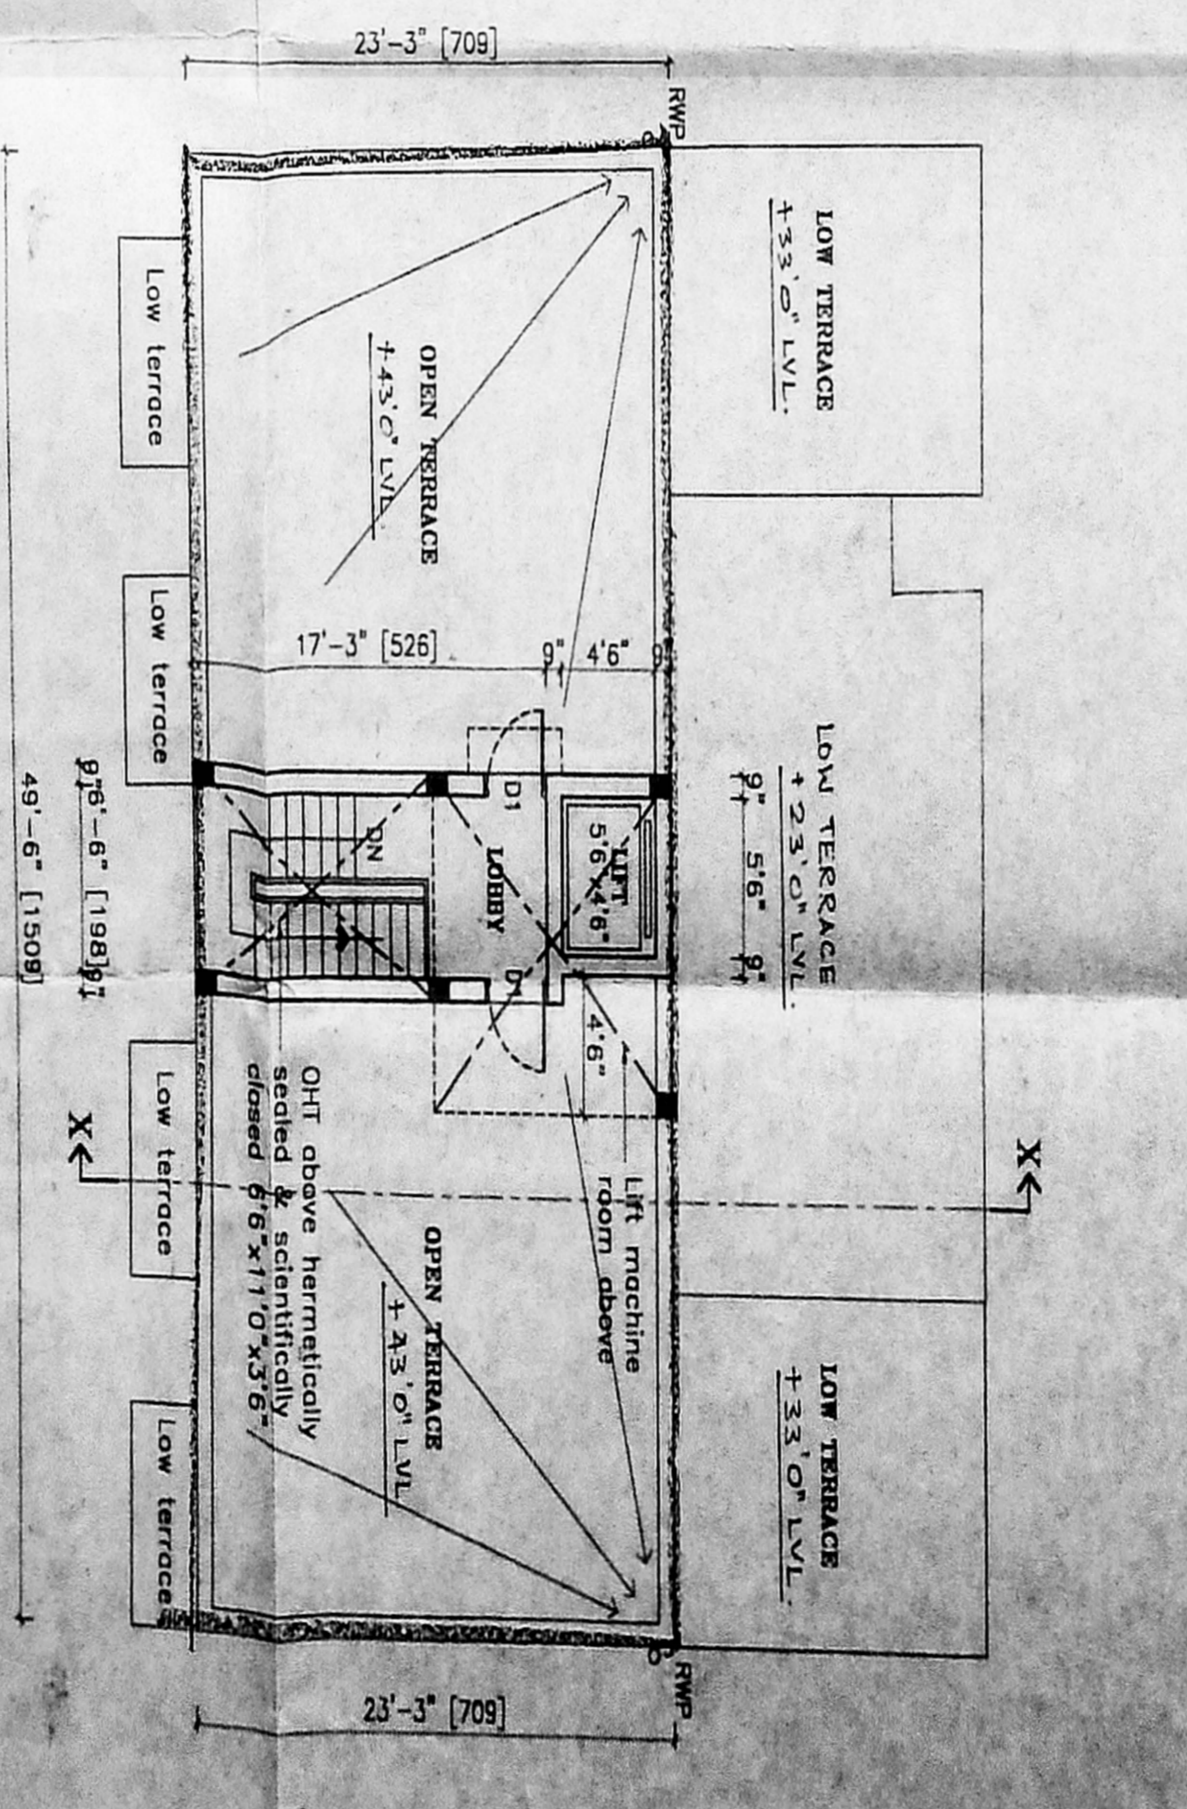 23'-3" [709]
RWP
LOW TERRACE
+33'0" LVL.
Low terrace
OPEN TERRACE
+43'0" LVL.
Low terrace
17'-3" [526]
9"
4'6"
9"
LOW TERRACE
+23'0" LVL.
D1
DN
LOBBY
LIFT
5'6"x4'6"
9"
5'6"
9"
9"
6'-6" [198]
9"
49'-6" [1509]
D1
4'6"
Low terrace
X
X
OHT above hermetically
sealed & scientifically
closed 6'6"x11'0"x3'6"
Lift machine
room above
OPEN TERRACE
+43'0" LVL
LOW TERRACE
+33'0" LVL.
Low terrace
RWP
23'-3" [709]